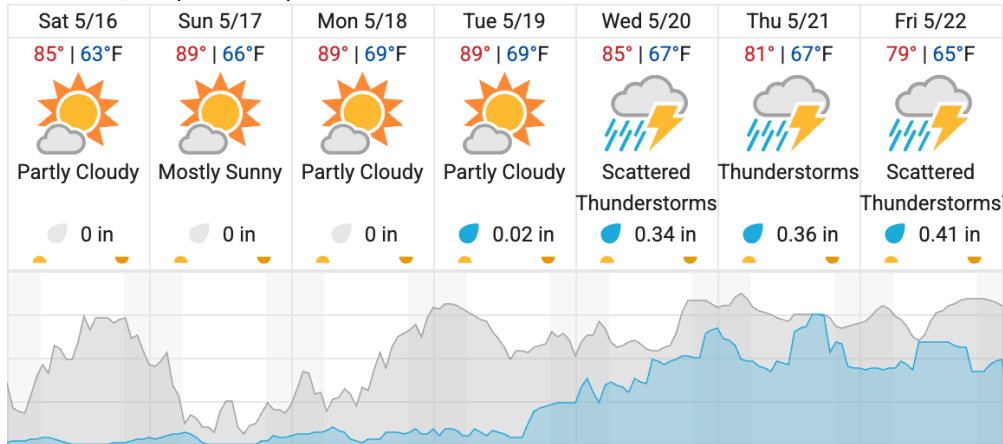 Sat 5/16 Sun 5/17 Mon 5/18 Tue 5/19 Wed 5/20 Thu 5/21 Fri 5/22
85° | 63°F 89° | 66°F 89° | 69°F 89° | 69°F 85° | 67°F 81° | 67°F 79° | 65°F
Partly Cloudy Mostly Sunny Partly Cloudy Partly Cloudy Scattered Thunderstorms Scattered
Thunderstorms Thunderstorms
0 in 0 in 0 in 0.02 in 0.34 in 0.36 in 0.41 in